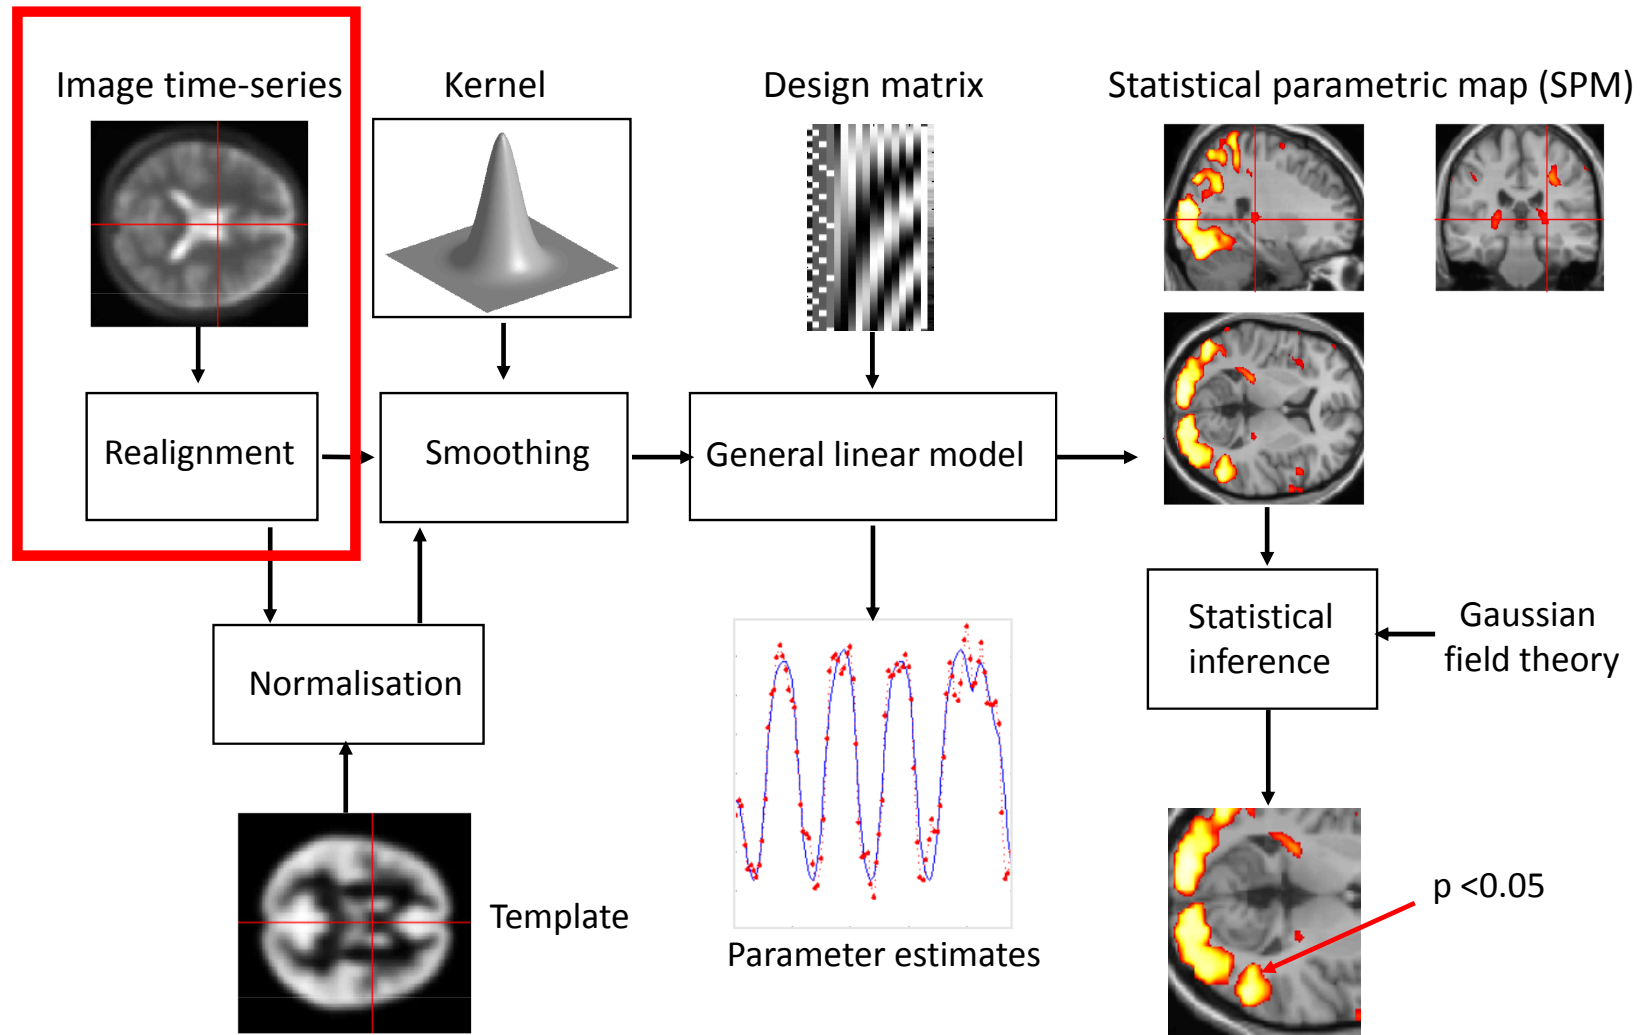 Image time-series
Kernel
Design matrix
Statistical parametric map (SPM)
Realignment
Smoothing
General linear model
Normalisation
Statistical
inference
Gaussian
field theory
Template
Parameter estimates
p <0.05